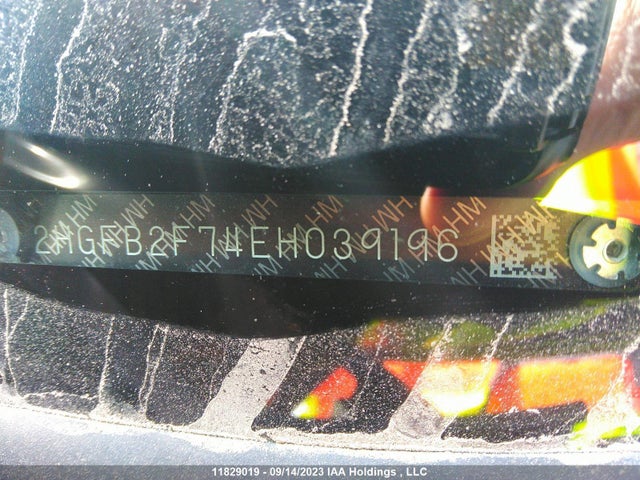 2HGFB2F74EH039196
11829019 - 09/14/2023 IAA Holdings , LLC